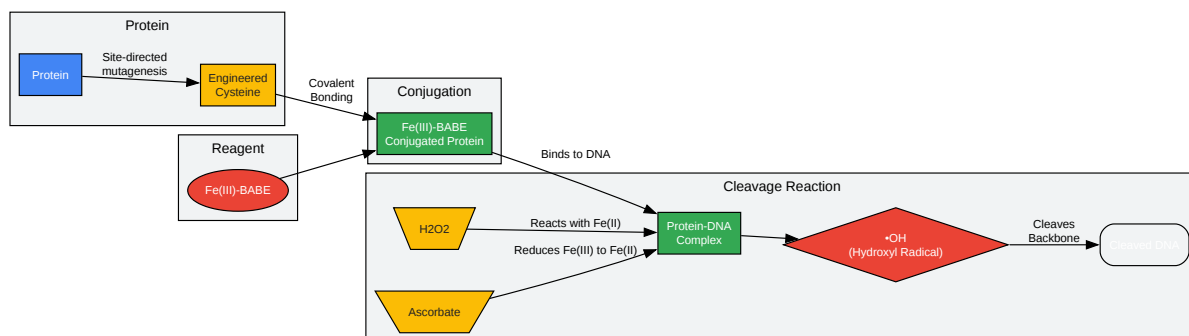 Protein
Protein
Site-directed
mutagenesis
Engineered
Cysteine
Covalent
Bonding
Reagent
Fe(III)-BABE
Conjugation
Fe(III)-BABE
Conjugated Protein
Binds to DNA
Cleavage Reaction
H2O2
Reacts with Fe(II)
Ascorbate
Reduces Fe(III) to Fe(II)
Protein-DNA
Complex
•OH
(Hydroxyl Radical)
Cleaves
Backbone
Cleaved DNA